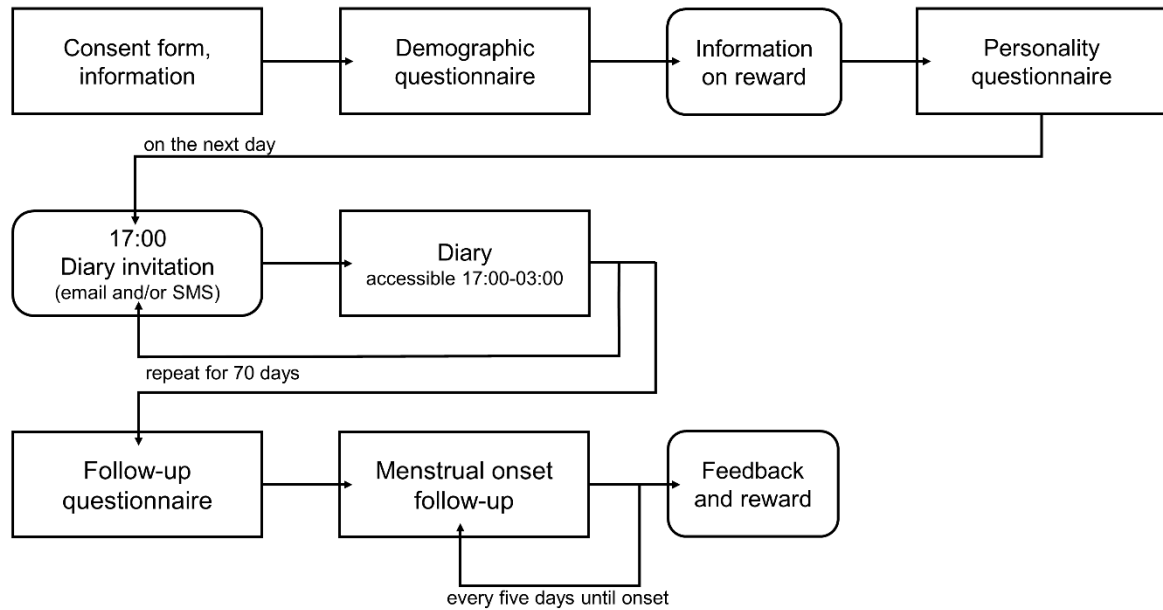 Consent form,
information
Demographic
questionnaire
Information
on reward
Personality
questionnaire
on the next day
17:00
Diary invitation
(email and/or SMS)
Diary
accessible 17:00-03:00
repeat for 70 days
Follow-up
questionnaire
Menstrual onset
follow-up
Feedback
and reward
every five days until onset